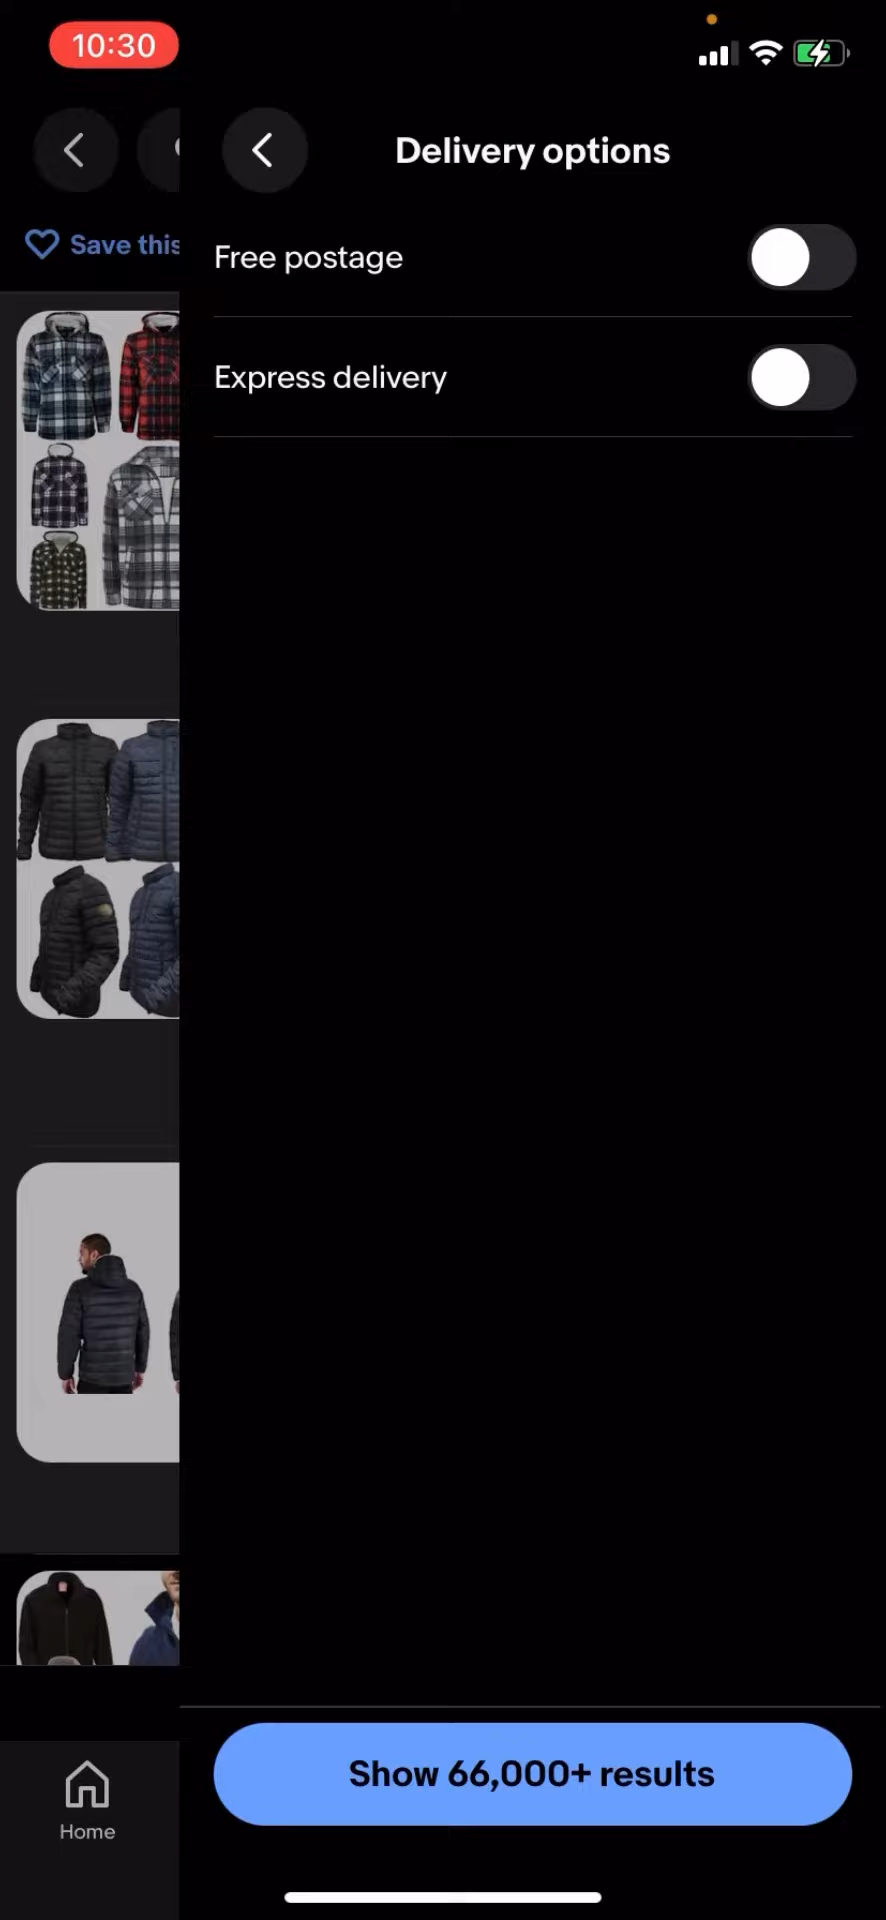 10:30
Delivery options
Save this
Free postage
Express delivery
Show 66,000+ results
Home